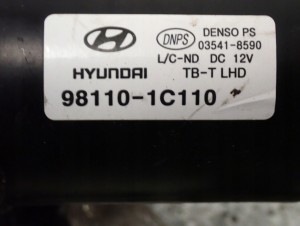 DNPS DENSO PS
03541-8590
L/C-ND DC 12V
HYUNDAI TB-T LHD
98110-1C110